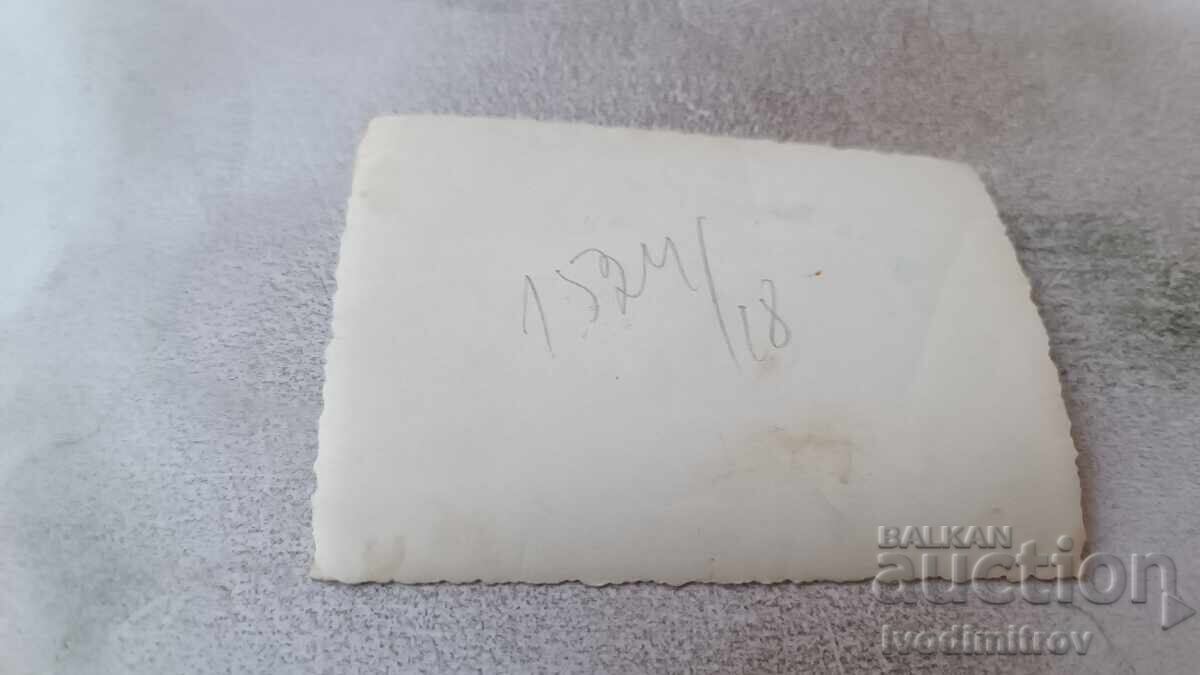 1524/18
BALKAN
auction
ivodimitrov